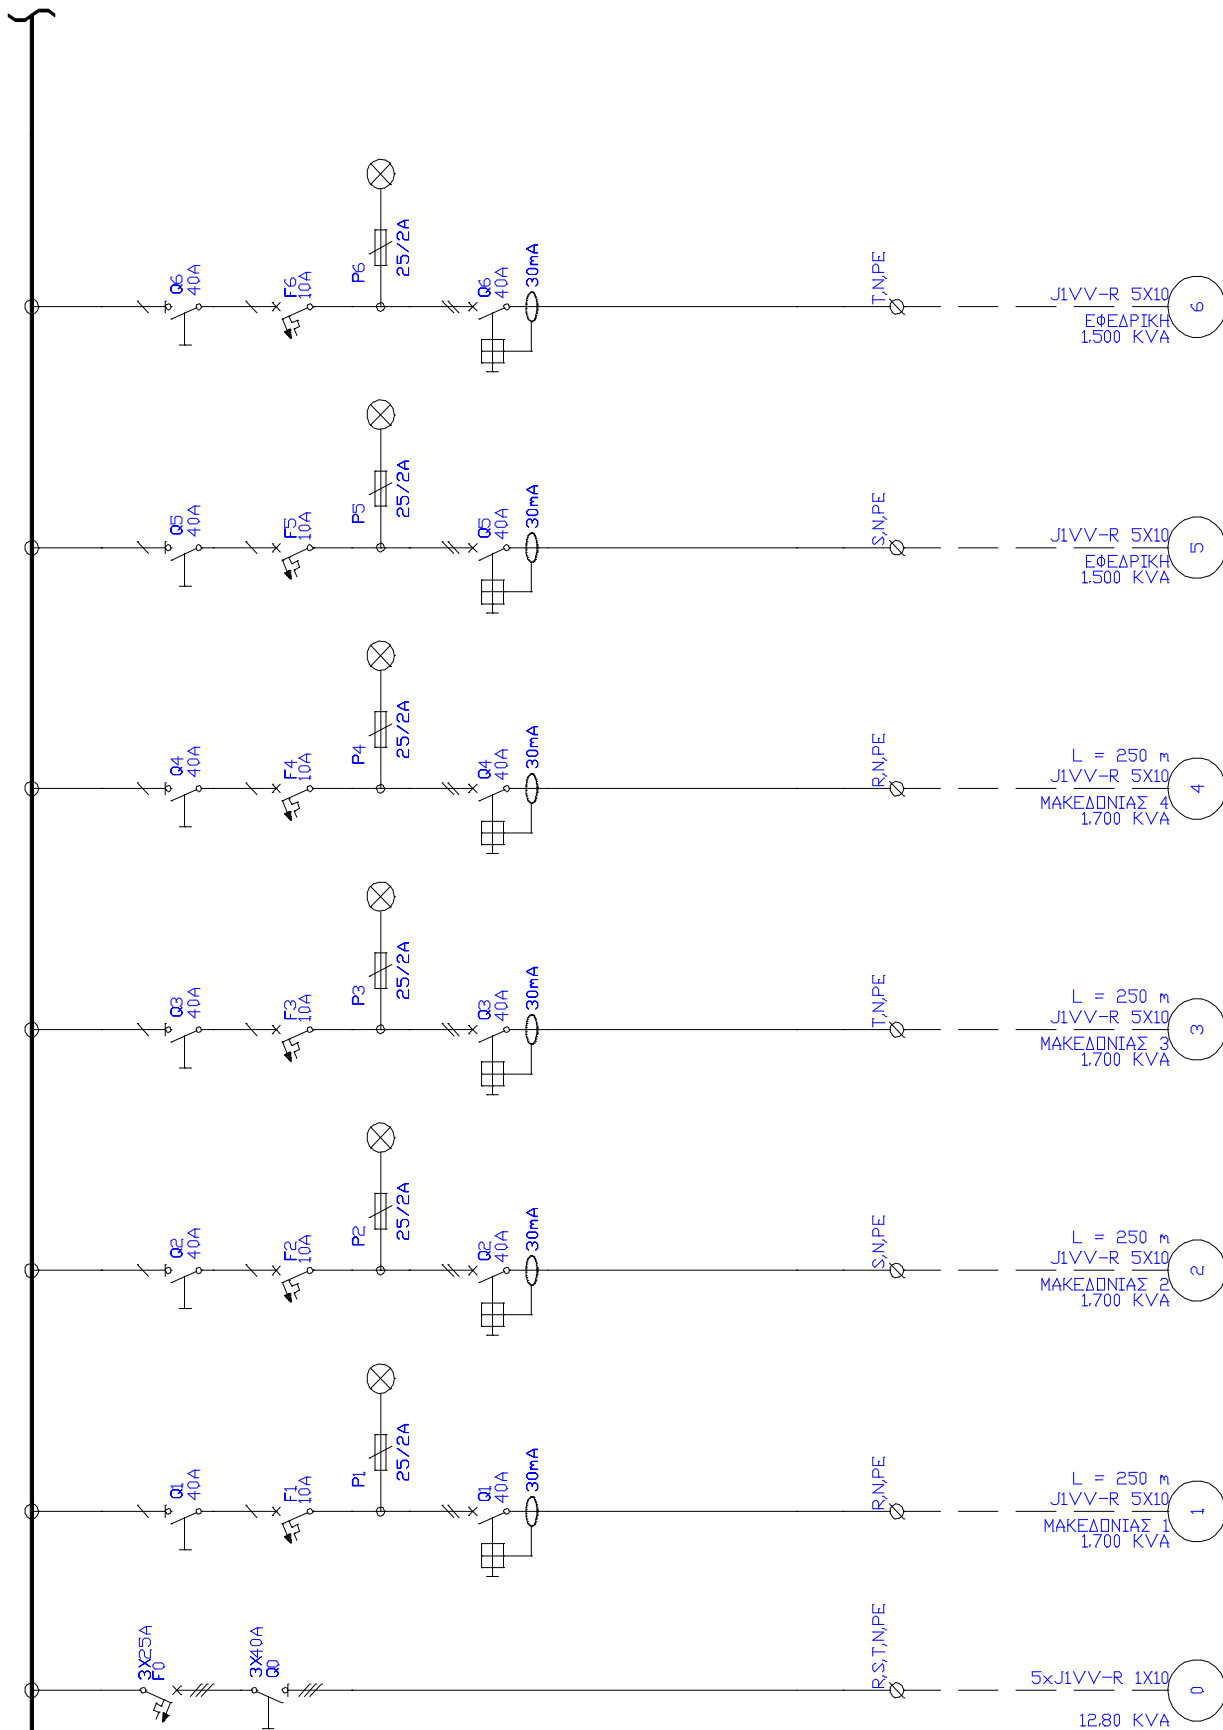 Q6
40A
F6
10A
P6
25/2A
Q6
40A
30mA
T,N,PE
J1VV-R 5X10
ΕΦΕΔΡΙΚΗ
1.500 KVA
6
Q5
40A
F5
10A
P5
25/2A
Q5
40A
30mA
S,N,PE
J1VV-R 5X10
ΕΦΕΔΡΙΚΗ
1.500 KVA
5
Q4
40A
F4
10A
P4
25/2A
Q4
40A
30mA
R,N,PE
L = 250 m
J1VV-R 5X10
ΜΑΚΕΔΟΝΙΑΣ 4
1.700 KVA
4
Q3
40A
F3
10A
P3
25/2A
Q3
40A
30mA
T,N,PE
L = 250 m
J1VV-R 5X10
ΜΑΚΕΔΟΝΙΑΣ 3
1.700 KVA
3
Q2
40A
F2
10A
P2
25/2A
Q2
40A
30mA
S,N,PE
L = 250 m
J1VV-R 5X10
ΜΑΚΕΔΟΝΙΑΣ 2
1.700 KVA
2
Q1
40A
F1
10A
P1
25/2A
Q1
40A
30mA
R,N,PE
L = 250 m
J1VV-R 5X10
ΜΑΚΕΔΟΝΙΑΣ 1
1.700 KVA
1
3X25A
F0
3X40A
Q0
R,S,T,N,PE
5xJ1VV-R 1X10
12.80 KVA
0